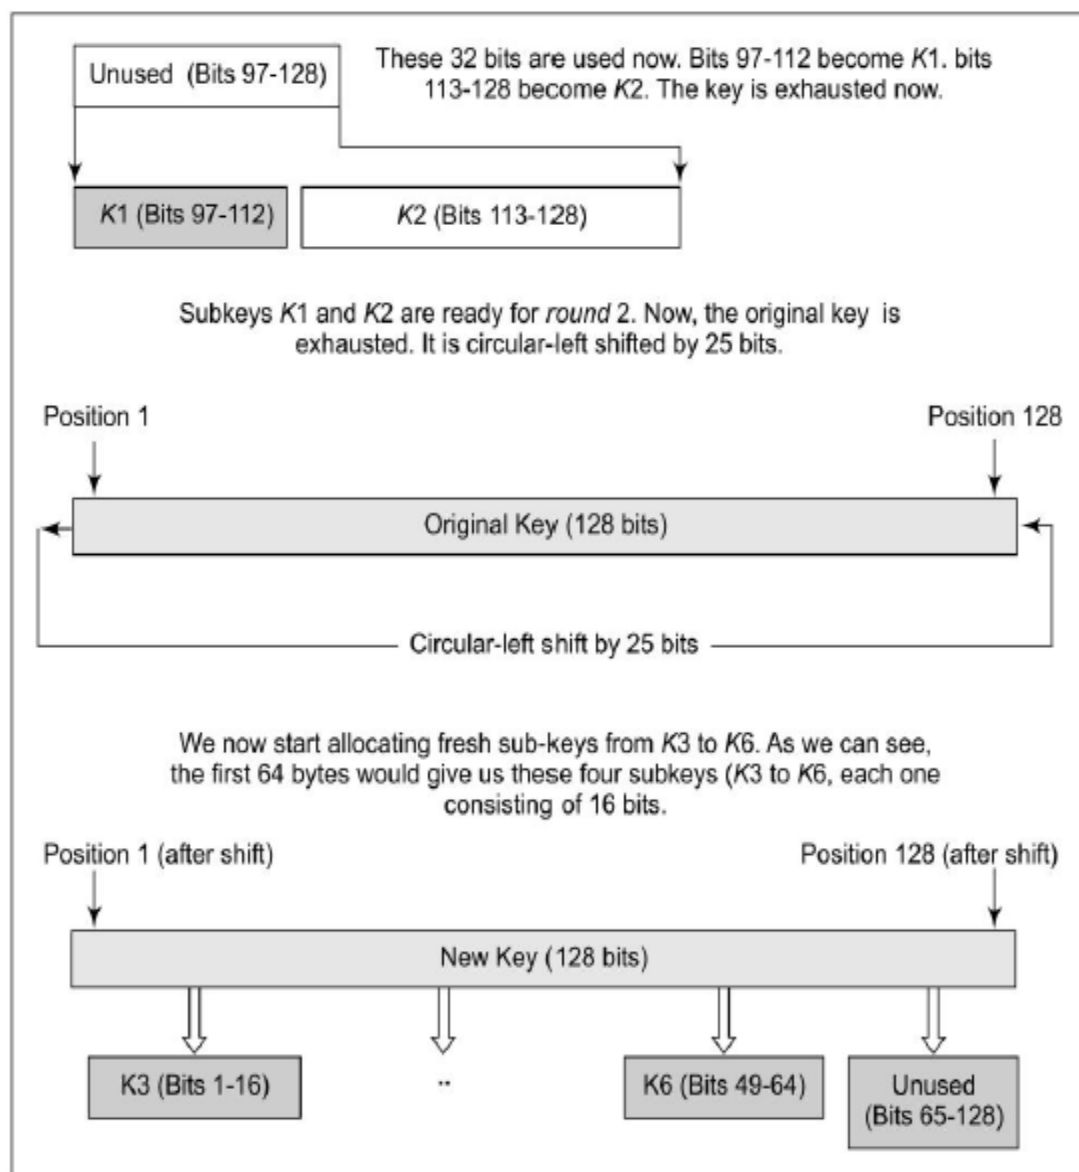 Unused (Bits 97-128)
These 32 bits are used now. Bits 97-112 become K1. bits
113-128 become K2. The key is exhausted now.
K1 (Bits 97-112)
K2 (Bits 113-128)
Subkeys K1 and K2 are ready for round 2. Now, the original key is
exhausted. It is circular-left shifted by 25 bits.
Position 1
Position 128
Original Key (128 bits)
Circular-left shift by 25 bits
We now start allocating fresh sub-keys from K3 to K6. As we can see,
the first 64 bytes would give us these four subkeys (K3 to K6, each one
consisting of 16 bits.
Position 1 (after shift)
Position 128 (after shift)
New Key (128 bits)
K3 (Bits 1-16)
..
K6 (Bits 49-64)
Unused
(Bits 65-128)